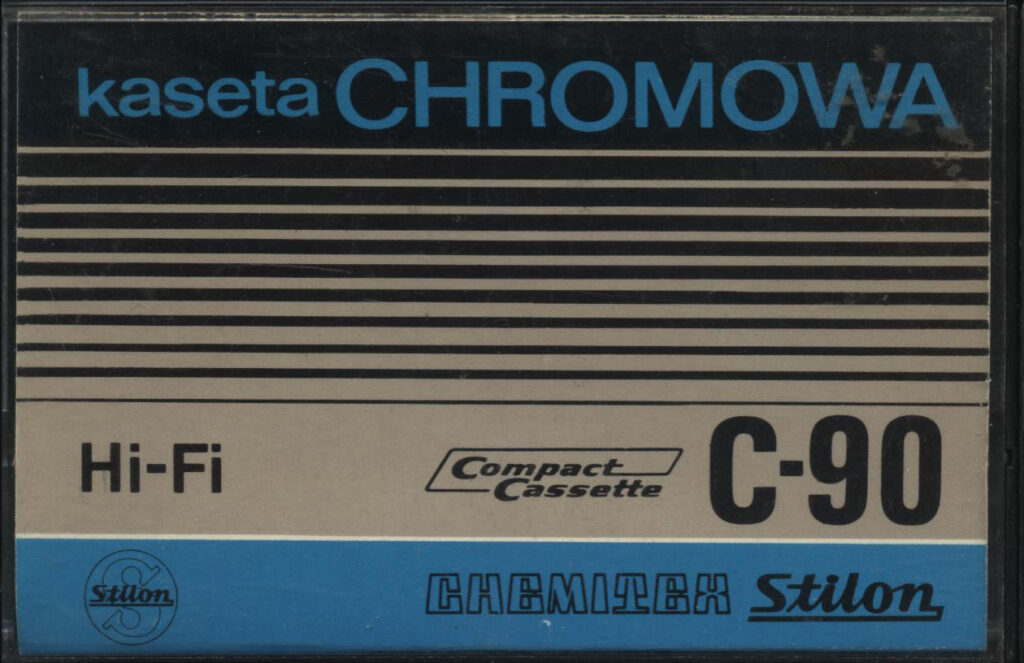 kaseta CHROMOWA
Hi-Fi
Compact
Cassette
C-90
Stilon
CHEMITEX Stilon